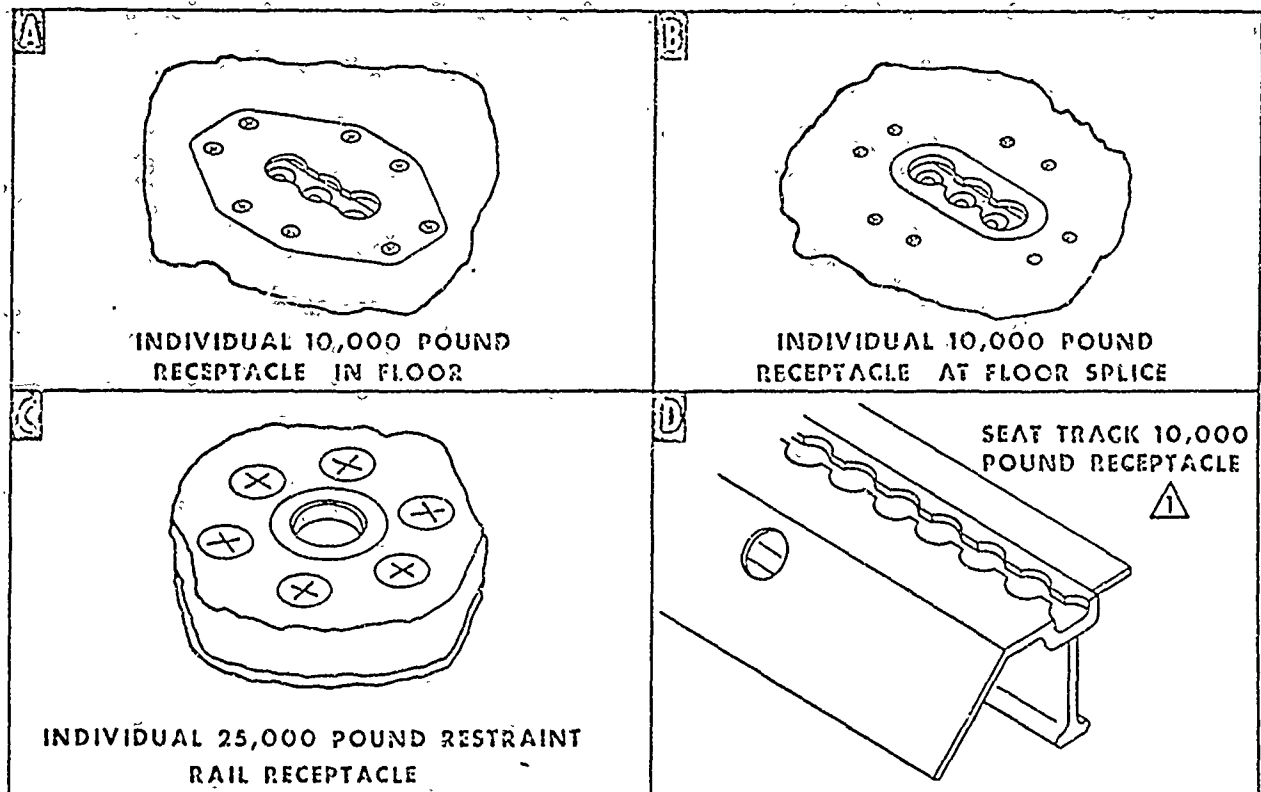 A
INDIVIDUAL 10,000 POUND
RECEPTACLE IN FLOOR
B
INDIVIDUAL 10,000 POUND
RECEPTACLE AT FLOOR SPLICE
C
INDIVIDUAL 25,000 POUND RESTRAINT
RAIL RECEPTACLE
D
SEAT TRACK 10,000
POUND RECEPTACLE
1